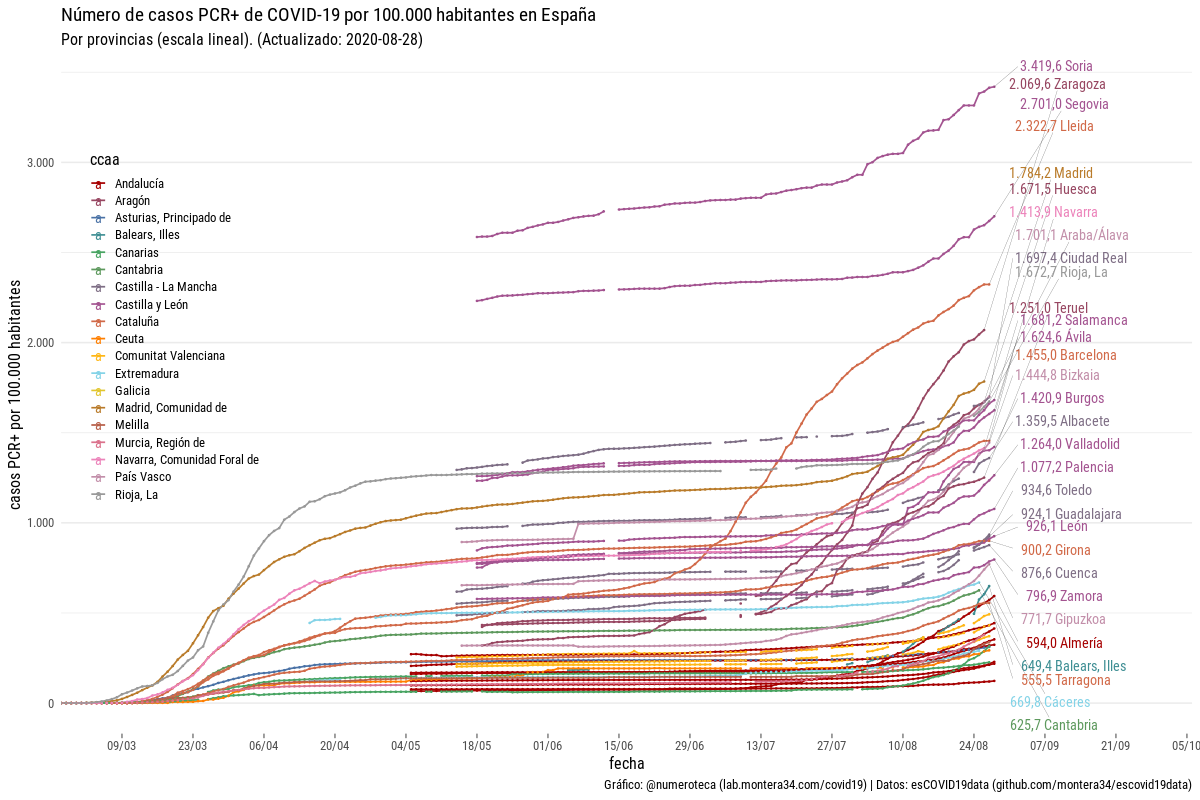 Número de casos PCR+ de COVID-19 por 100.000 habitantes en España
Por provincias (escala lineal). (Actualizado: 2020-08-28)
casos PCR+ por 100.000 habitantes
3.000
2.000
1.000
0
ccaa
Andalucía
Aragón
Asturias, Principado de
Balears, Illes
Canarias
Cantabria
Castilla - La Mancha
Castilla y León
Cataluña
Ceuta
Comunitat Valenciana
Extremadura
Galicia
Madrid, Comunidad de
Melilla
Murcia, Región de
Navarra, Comunidad Foral de
País Vasco
Rioja, La
3.419,6 Soria
2.069,6 Zaragoza
2.701,0 Segovia
2.322,7 Lleida
1.784,2 Madrid
1.671,5 Huesca
1.413,9 Navarra
1.701,1 Araba/Álava
1.697,4 Ciudad Real
1.672,7 Rioja, La
1.251,0 Teruel
1.681,2 Salamanca
1.624,6 Ávila
1.455,0 Barcelona
1.444,8 Bizkaia
1.420,9 Burgos
1.359,5 Albacete
1.264,0 Valladolid
1.077,2 Palencia
934,6 Toledo
924,1 Guadalajara
926,1 León
900,2 Girona
876,6 Cuenca
796,9 Zamora
771,7 Gipuzkoa
594,0 Almería
649,4 Balears, Illes
555,5 Tarragona
669,8 Cáceres
625,7 Cantabria
09/03 23/03 06/04 20/04 04/05 18/05 01/06 15/06 29/06 13/07 27/07 10/08 24/08 07/09 21/09 05/10
fecha
Gráfico: @numeroteca (lab.montera34.com/covid19) | Datos: esCOVID19data (github.com/montera34/escovid19data)